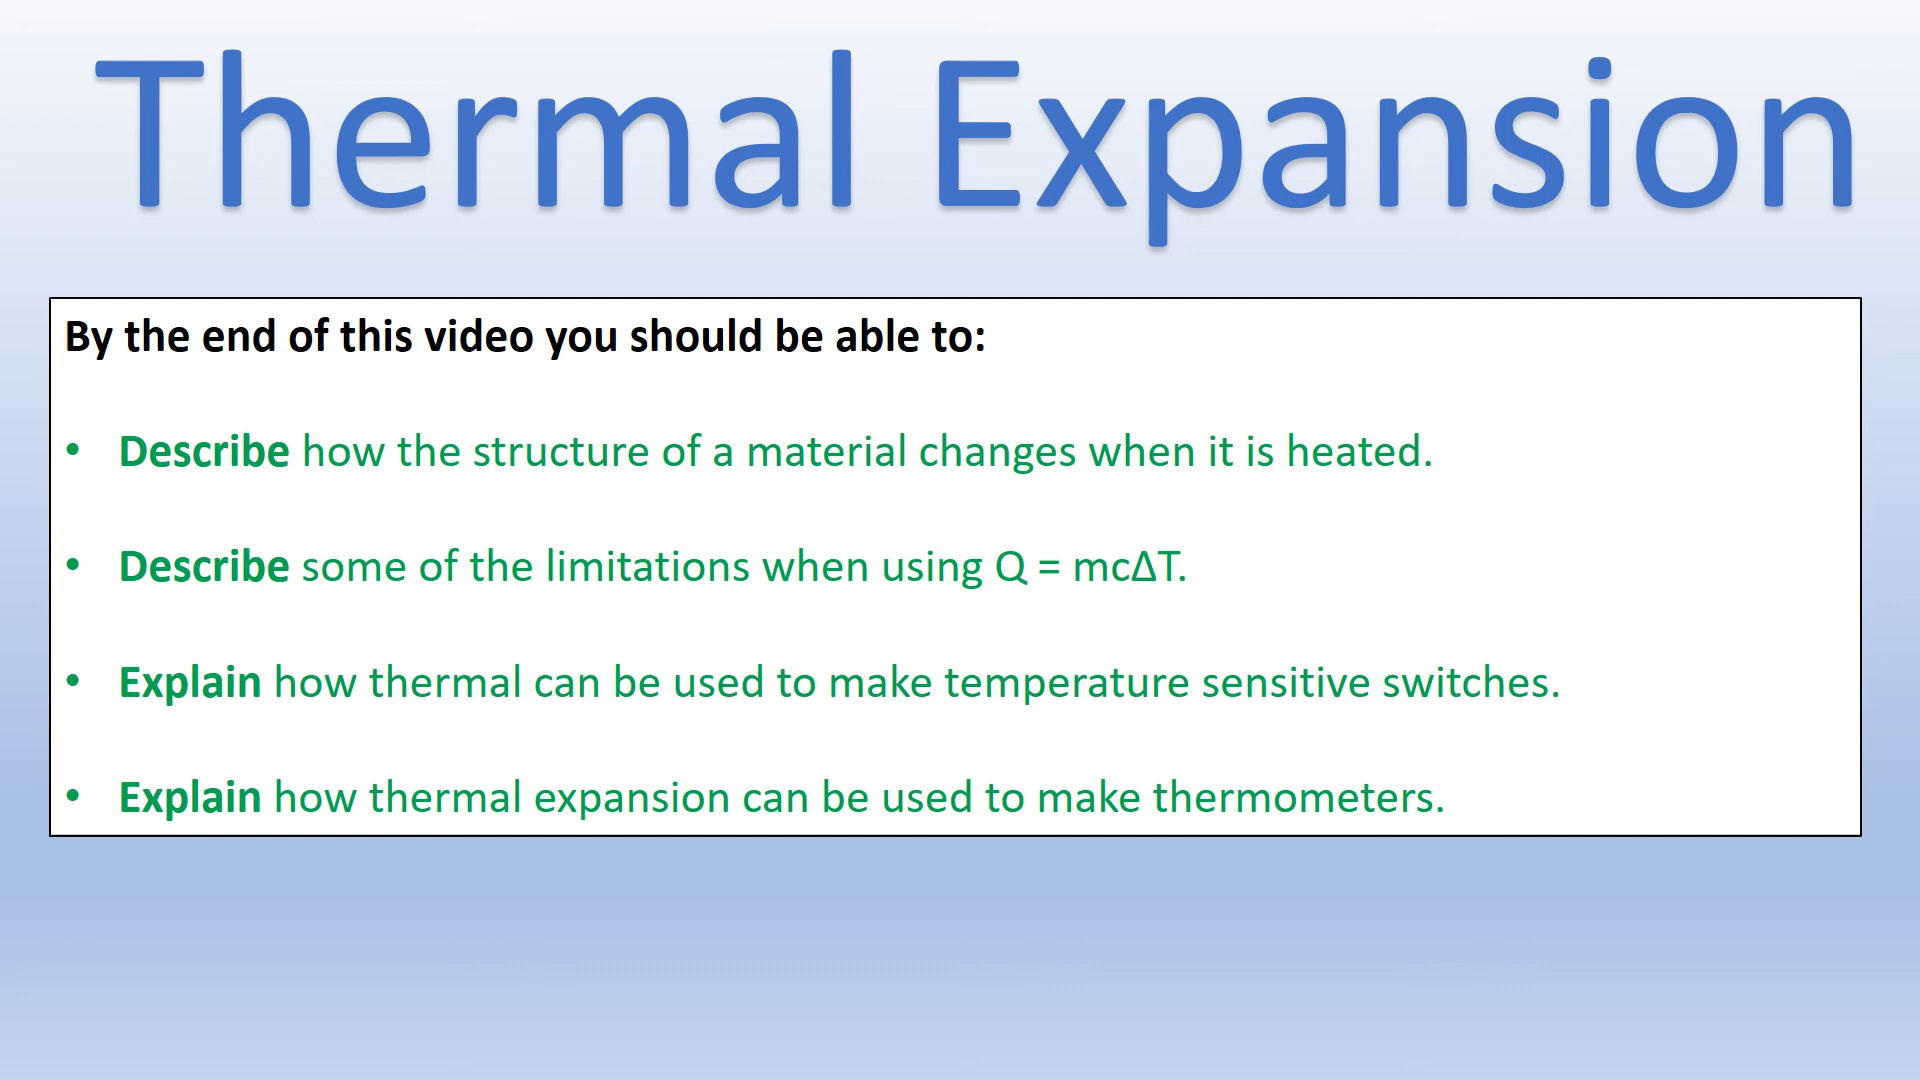 Thermal Expansion
By the end of this video you should be able to:
• Describe how the structure of a material changes when it is heated.
• Describe some of the limitations when using Q = mcΔT.
• Explain how thermal can be used to make temperature sensitive switches.
• Explain how thermal expansion can be used to make thermometers.